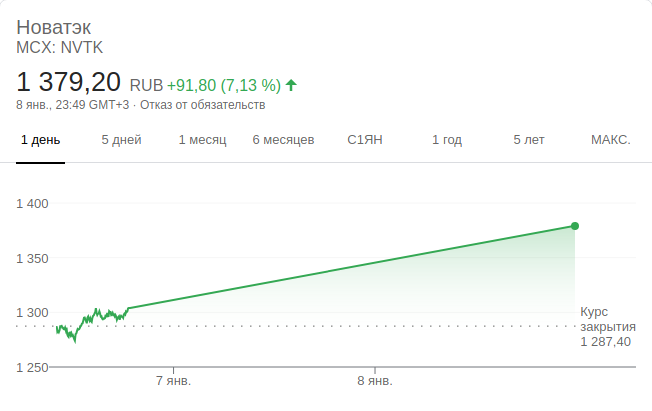 Новатэк
MCX: NVTK
1 379,20 RUB +91,80 (7,13 %)
8 янв., 23:49 GMT+3 · Отказ от обязательств
1 день 5 дней 1 месяц 6 месяцев С1ЯН 1 год 5 лет МАКС.
1 400
1 350
1 300
1 250
Курс
закрытия
1 287,40
7 янв. 8 янв.